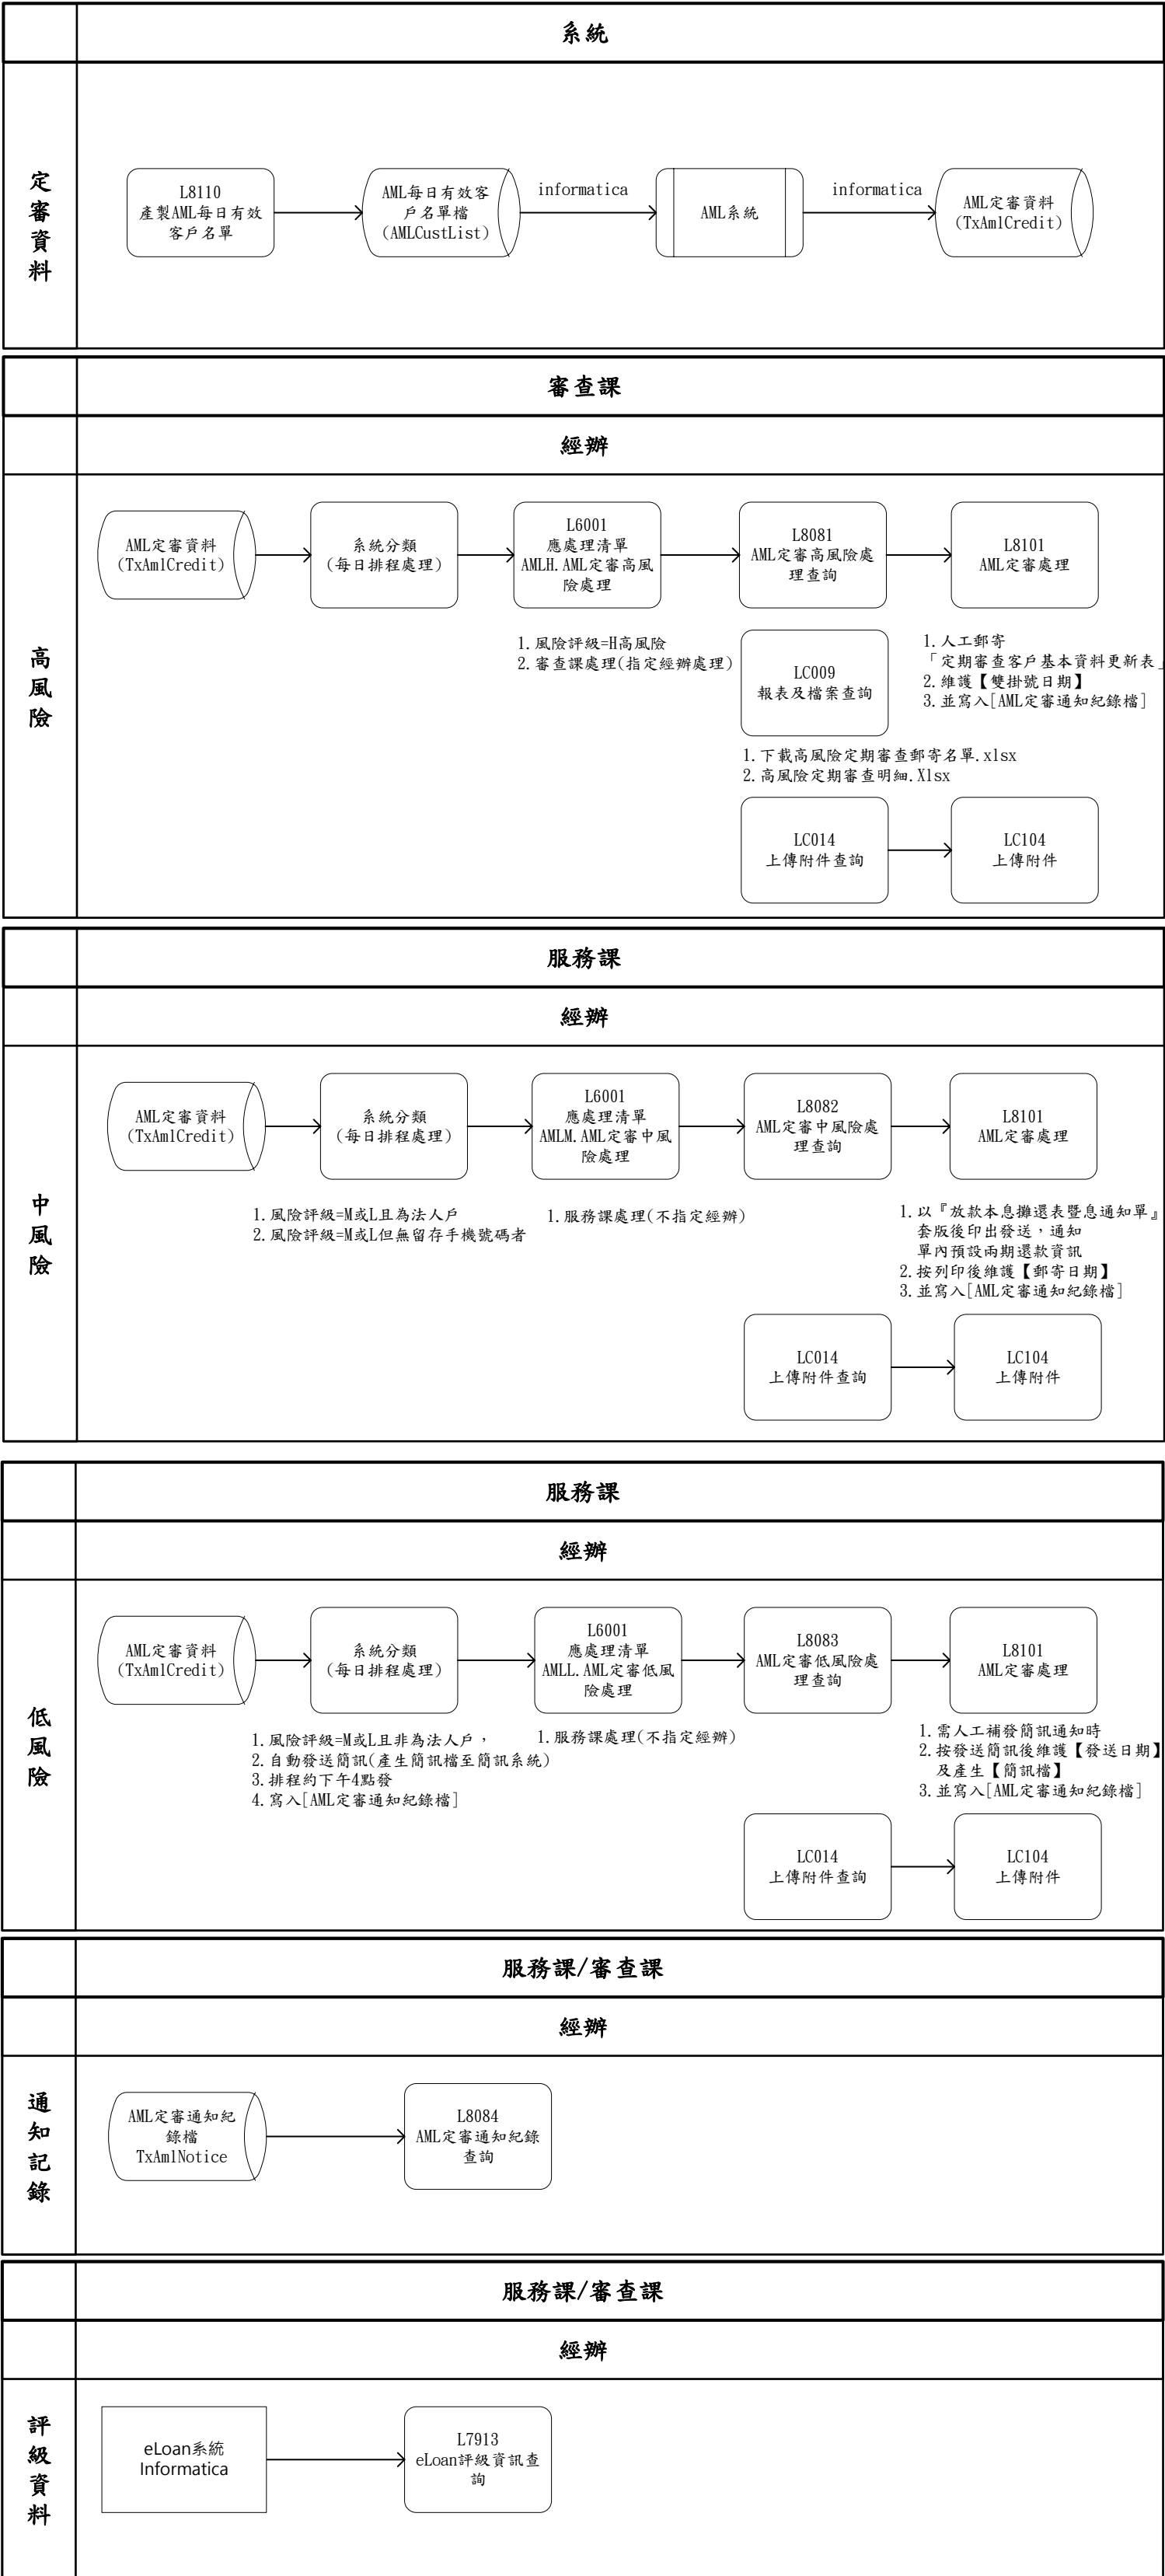 系統
定審資料
L8110
產製AML每日有效
客戶名單
AML每日有效客
戶名單檔
(AMLCustList)
informatica
AML系統
informatica
AML定審資料
(TxAmlCredit)
審查課
經辦
高風險
AML定審資料
(TxAmlCredit)
系統分類
(每日排程處理)
L6001
應處理清單
AMLH.AML定審高風
險處理
L8081
AML定審高風險處
理查詢
L8101
AML定審處理
1.風險評級=H高風險
2.審查課處理(指定經辦處理)
LC009
報表及檔案查詢
1.人工郵寄
「定期審查客戶基本資料更新表」
2.維護【雙掛號日期】
3.並寫入[AML定審通知紀錄檔]
1.下載高風險定期審查郵寄名單.xlsx
2.高風險定期審查明細.Xlsx
LC014
上傳附件查詢
LC104
上傳附件
服務課
經辦
中風險
AML定審資料
(TxAmlCredit)
系統分類
(每日排程處理)
L6001
應處理清單
AMLM.AML定審中風
險處理
L8082
AML定審中風險處
理查詢
L8101
AML定審處理
1.風險評級=M或L且為法人戶
2.風險評級=M或L但無留存手機號碼者
1.服務課處理(不指定經辦)
1.以『放款本息攤還表暨息通知單』
套版後印出發送，通知
單內預設兩期還款資訊
2.按列印後維護【郵寄日期】
3.並寫入[AML定審通知紀錄檔]
LC014
上傳附件查詢
LC104
上傳附件
服務課
經辦
低風險
AML定審資料
(TxAmlCredit)
系統分類
(每日排程處理)
L6001
應處理清單
AMLL.AML定審低風
險處理
L8083
AML定審低風險處
理查詢
L8101
AML定審處理
1.風險評級=M或L且非為法人戶，
2.自動發送簡訊(產生簡訊檔至簡訊系統)
3.排程約下午4點發
4.寫入[AML定審通知紀錄檔]
1.服務課處理(不指定經辦)
1.需人工補發簡訊通知時
2.按發送簡訊後維護【發送日期】
及產生【簡訊檔】
3.並寫入[AML定審通知紀錄檔]
LC014
上傳附件查詢
LC104
上傳附件
服務課/審查課
經辦
通知記錄
AML定審通知紀
錄檔
TxAmlNotice
L8084
AML定審通知紀錄
查詢
服務課/審查課
經辦
評級資料
eLoan系統
Informatica
L7913
eLoan評級資訊查
詢